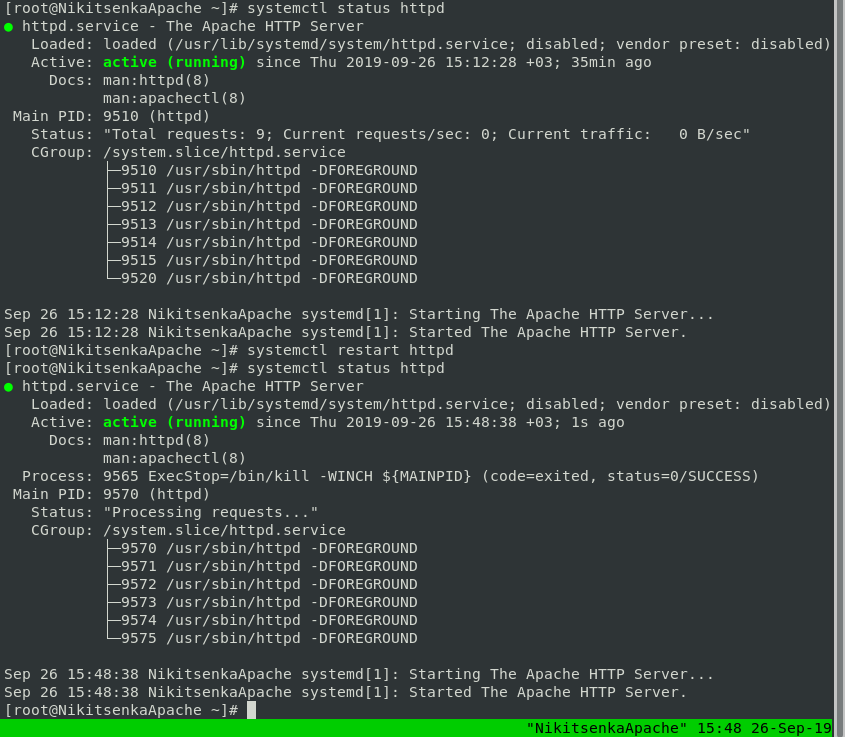 [root@NikitsenkaApache ~]# systemctl status httpd
● httpd.service - The Apache HTTP Server
   Loaded: loaded (/usr/lib/systemd/system/httpd.service; disabled; vendor preset: disabled)
   Active: active (running) since Thu 2019-09-26 15:12:28 +03; 35min ago
     Docs: man:httpd(8)
           man:apachectl(8)
 Main PID: 9510 (httpd)
   Status: "Total requests: 9; Current requests/sec: 0; Current traffic:   0 B/sec"
   CGroup: /system.slice/httpd.service
           ├─9510 /usr/sbin/httpd -DFOREGROUND
           ├─9511 /usr/sbin/httpd -DFOREGROUND
           ├─9512 /usr/sbin/httpd -DFOREGROUND
           ├─9513 /usr/sbin/httpd -DFOREGROUND
           ├─9514 /usr/sbin/httpd -DFOREGROUND
           ├─9515 /usr/sbin/httpd -DFOREGROUND
           └─9520 /usr/sbin/httpd -DFOREGROUND

Sep 26 15:12:28 NikitsenkaApache systemd[1]: Starting The Apache HTTP Server...
Sep 26 15:12:28 NikitsenkaApache systemd[1]: Started The Apache HTTP Server.
[root@NikitsenkaApache ~]# systemctl restart httpd
[root@NikitsenkaApache ~]# systemctl status httpd
● httpd.service - The Apache HTTP Server
   Loaded: loaded (/usr/lib/systemd/system/httpd.service; disabled; vendor preset: disabled)
   Active: active (running) since Thu 2019-09-26 15:48:38 +03; 1s ago
     Docs: man:httpd(8)
           man:apachectl(8)
  Process: 9565 ExecStop=/bin/kill -WINCH ${MAINPID} (code=exited, status=0/SUCCESS)
 Main PID: 9570 (httpd)
   Status: "Processing requests..."
   CGroup: /system.slice/httpd.service
           ├─9570 /usr/sbin/httpd -DFOREGROUND
           ├─9571 /usr/sbin/httpd -DFOREGROUND
           ├─9572 /usr/sbin/httpd -DFOREGROUND
           ├─9573 /usr/sbin/httpd -DFOREGROUND
           ├─9574 /usr/sbin/httpd -DFOREGROUND
           └─9575 /usr/sbin/httpd -DFOREGROUND

Sep 26 15:48:38 NikitsenkaApache systemd[1]: Starting The Apache HTTP Server...
Sep 26 15:48:38 NikitsenkaApache systemd[1]: Started The Apache HTTP Server.
[root@NikitsenkaApache ~]#
"NikitsenkaApache" 15:48 26-Sep-19